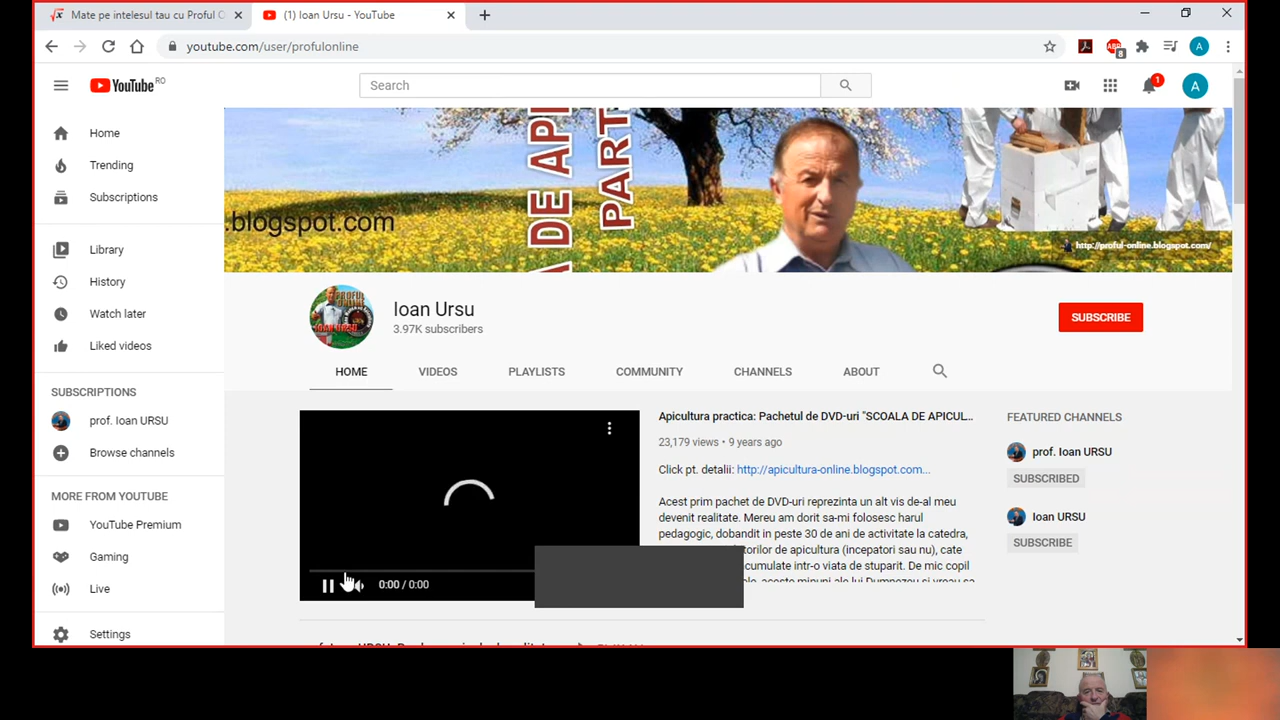 Mate pe intelesul tau cu Proful O
(1) Ioan Ursu - YouTube
youtube.com/user/profulonline
8
A
YouTube RO
Search
1
A
Home
Trending
Subscriptions
Library
History
Watch later
Liked videos
SUBSCRIPTIONS
prof. Ioan URSU
Browse channels
MORE FROM YOUTUBE
YouTube Premium
Gaming
Live
Settings
.blogspot.com
DE API
PART
http://proful-online.blogspot.com/
Ioan Ursu
3.97K subscribers
SUBSCRIBE
HOME
VIDEOS
PLAYLISTS
COMMUNITY
CHANNELS
ABOUT
0:00 / 0:00
Apicultura practica: Pachetul de DVD-uri "SCOALA DE APICUL...
23,179 views • 9 years ago
Click pt. detalii: http://apicultura-online.blogspot.com...
Acest prim pachet de DVD-uri reprezinta un alt vis de-al meu
devenit realitate. Mereu am dorit sa-mi folosesc harul
pedagogic, dobandit in peste 30 de ani de activitate la catedra,
torilor de apicultura (incepatori sau nu), cate
cumulate intr-o viata de stuparit. De mic copil
FEATURED CHANNELS
prof. Ioan URSU
SUBSCRIBED
Ioan URSU
SUBSCRIBE